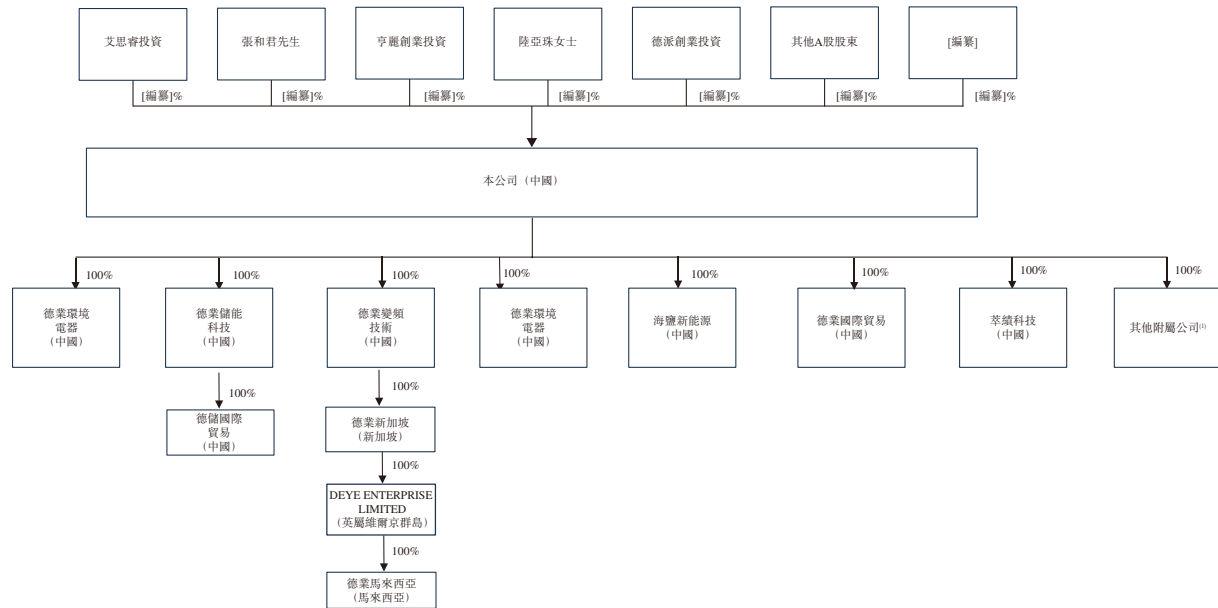 艾思睿投資
張和君先生
亨麗創業投資
陸亞珠女士
德派創業投資
其他A股股東
[編纂]
[編纂]%
[編纂]%
[編纂]%
[編纂]%
[編纂]%
[編纂]%
[編纂]%
本公司（中國）
100%
100%
100%
100%
100%
100%
100%
100%
德業環境
電器
（中國）
德業儲能
科技
（中國）
德業變頻
技術
（中國）
德業環境
電器
（中國）
海鹽新能源
（中國）
德業國際貿易
（中國）
萃績科技
（中國）
其他附屬公司⁽¹⁾
100%
100%
德儲國際
貿易
（中國）
德業新加坡
（新加坡）
100%
DEYE ENTERPRISE
LIMITED
（英屬維爾京群島）
100%
德業馬來西亞
（馬來西亞）